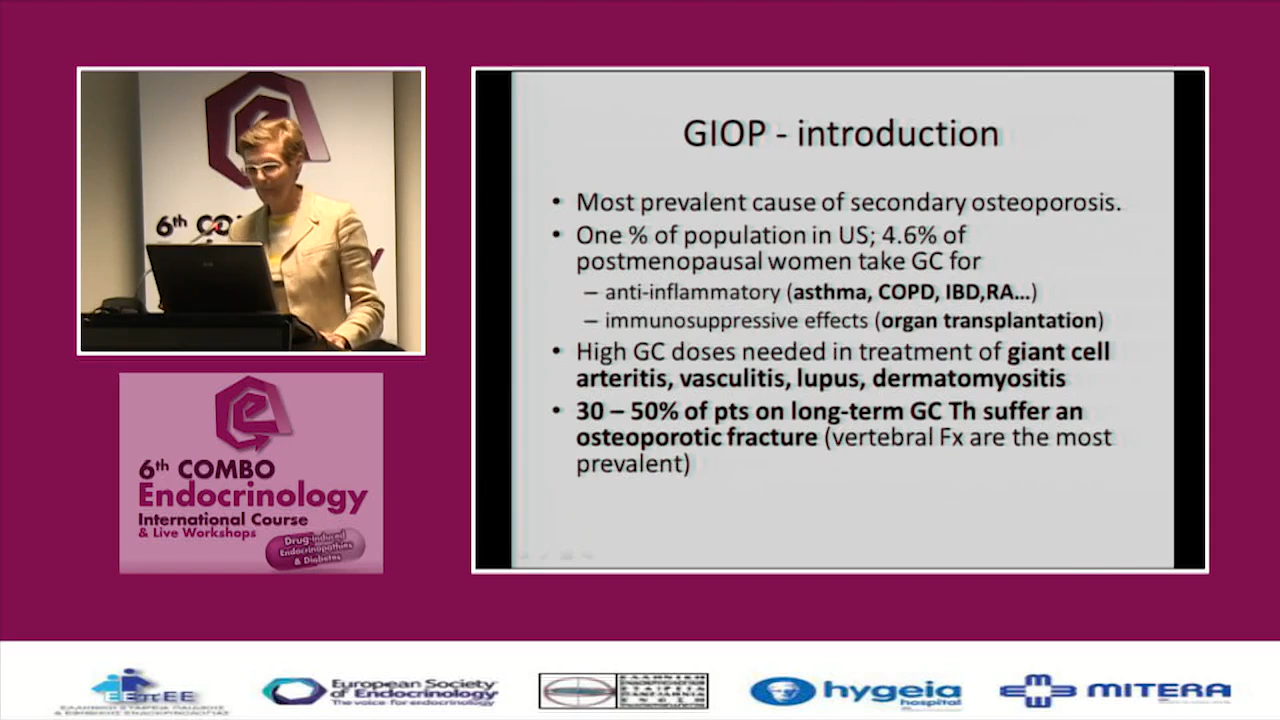 6th CO
GIOP - introduction
• Most prevalent cause of secondary osteoporosis.
• One % of population in US; 4.6% of
postmenopausal women take GC for
– anti-inflammatory (asthma, COPD, IBD,RA...)
– immunosuppressive effects (organ transplantation)
• High GC doses needed in treatment of giant cell
arteritis, vasculitis, lupus, dermatomyositis
• 30 – 50% of pts on long-term GC Th suffer an
osteoporotic fracture (vertebral Fx are the most
prevalent)
6th COMBO
Endocrinology
International Course
& Live Workshops
Drug-induced
Endocrinopathies
& Diabetes
ΕΕΠΕΕ
European Society
of Endocrinology
The voice for endocrinology
hygeia
hospital
MITERA